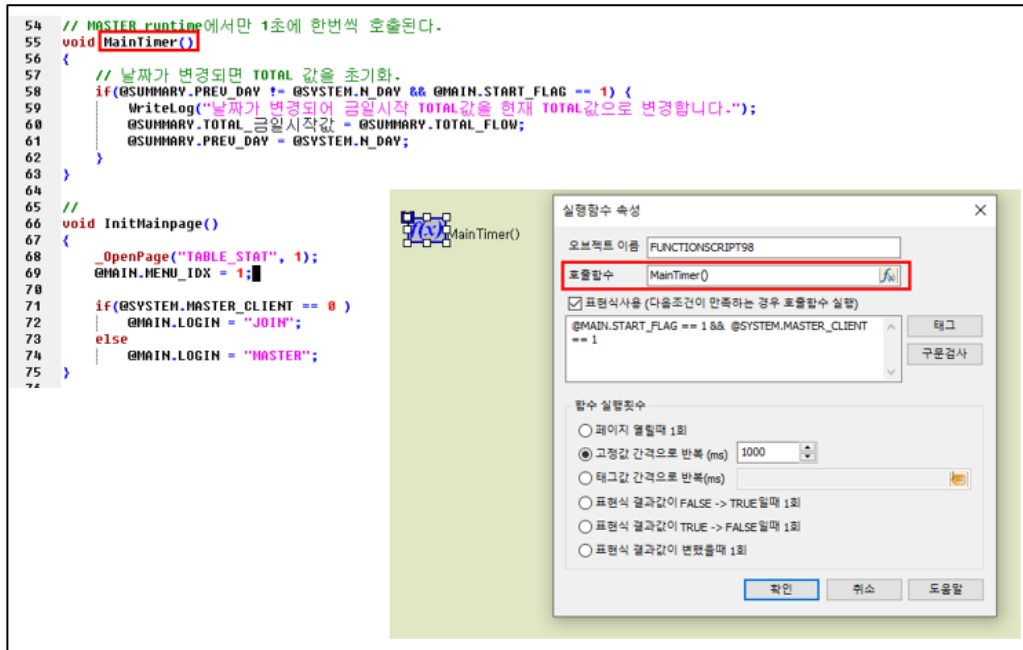 54 // MASTER runtime에서만 1초에 한번씩 호출된다.
55 void MainTimer()
56 {
57 // 날짜가 변경되면 TOTAL 값을 초기화.
58 if(@SUMMARY.PREV_DAY != @SYSTEM.N_DAY && @MAIN.START_FLAG == 1) {
59 WriteLog("날짜가 변경되어 금일시작 TOTAL값을 현재 TOTAL값으로 변경합니다.");
60 @SUMMARY.TOTAL_금일시작값 = @SUMMARY.TOTAL_FLOW;
61 @SUMMARY.PREV_DAY = @SYSTEM.N_DAY;
62 }
63 }
64
65 //
66 void InitMainpage()
67 {
68 _OpenPage("TABLE_STAT", 1);
69 @MAIN.MENU_IDX = 1;
70
71 if(@SYSTEM.MASTER_CLIENT == 0 )
72 @MAIN.LOGIN = "JOIN";
73 else
74 @MAIN.LOGIN = "MASTER";
75 }
76
f(x) MainTimer()
실행함수 속성
오브젝트 이름 FUNCTIONSCRIPT98
호출함수 MainTimer() fx
표현식사용 (다음조건이 만족하는 경우 호출함수 실행)
@MAIN.START_FLAG == 1 && @SYSTEM.MASTER_CLIENT
== 1
태그
구문검사
함수 실행횟수
페이지 열릴때 1회
고정값 간격으로 반복 (ms) 1000
태그값 간격으로 반복(ms)
표현식 결과값이 FALSE -> TRUE일때 1회
표현식 결과값이 TRUE -> FALSE일때 1회
표현식 결과값이 변했을때 1회
확인 취소 도움말